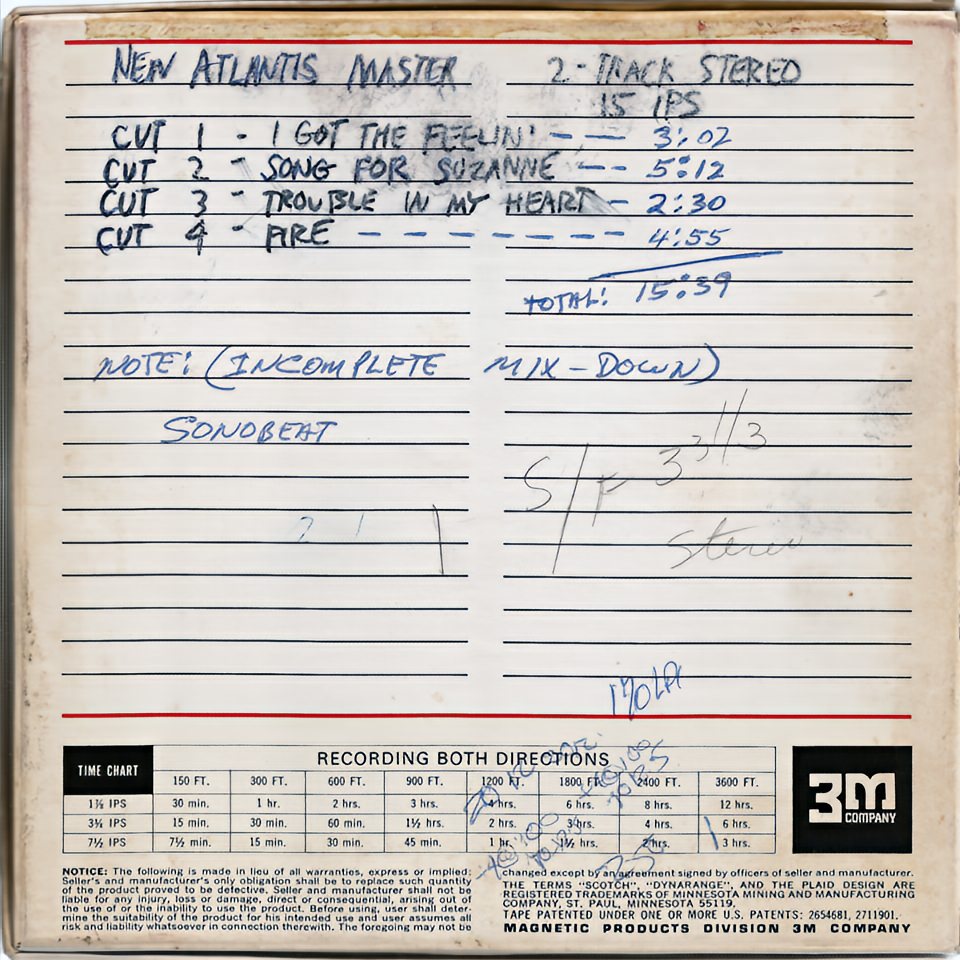 NEW ATLANTIS MASTER 2-TRACK STEREO
15 IPS
CUT 1 - I GOT THE FEELIN' - - 3:02
CUT 2 - SONG FOR SUZANNE - - 5:12
CUT 3 - TROUBLE IN MY HEART - 2:30
CUT 4 - FIRE - - - - - - - - 4:55
TOTAL: 15:39
NOTE: (INCOMPLETE MIX-DOWN)
SONOBEAT
S/F 33 1/3
Stereo
2 1
170 LPI
TIME CHART
RECORDING BOTH DIRECTIONS
150 FT. 300 FT. 600 FT. 900 FT. 1200 FT. 1800 FT. 2400 FT. 3600 FT.
1⅞ IPS 30 min. 1 hr. 2 hrs. 3 hrs. 4 hrs. 6 hrs. 8 hrs. 12 hrs.
3¾ IPS 15 min. 30 min. 60 min. 1½ hrs. 2 hrs. 3 hrs. 4 hrs. 6 hrs.
7½ IPS 7½ min. 15 min. 30 min. 45 min. 1 hr. 1½ hrs. 2 hrs. 3 hrs.
3M
COMPANY
NOTICE: The following is made in lieu of all warranties, express or implied:
Seller's and manufacturer's only obligation shall be to replace such quantity
of the product proved to be defective. Seller and manufacturer shall not be
liable for any injury, loss or damage, direct or consequential, arising out of
the use of or the inability to use the product. Before using, user shall deter-
mine the suitability of the product for his intended use and user assumes all
risk and liability whatsoever in connection therewith. The foregoing may not be
changed except by an agreement signed by officers of seller and manufacturer.
THE TERMS "SCOTCH", "DYNARANGE", AND THE PLAID DESIGN ARE
REGISTERED TRADEMARKS OF MINNESOTA MINING AND MANUFACTURING
COMPANY, ST. PAUL, MINNESOTA 55119.
TAPE PATENTED UNDER ONE OR MORE U.S. PATENTS: 2654681, 2711901.
MAGNETIC PRODUCTS DIVISION 3M COMPANY